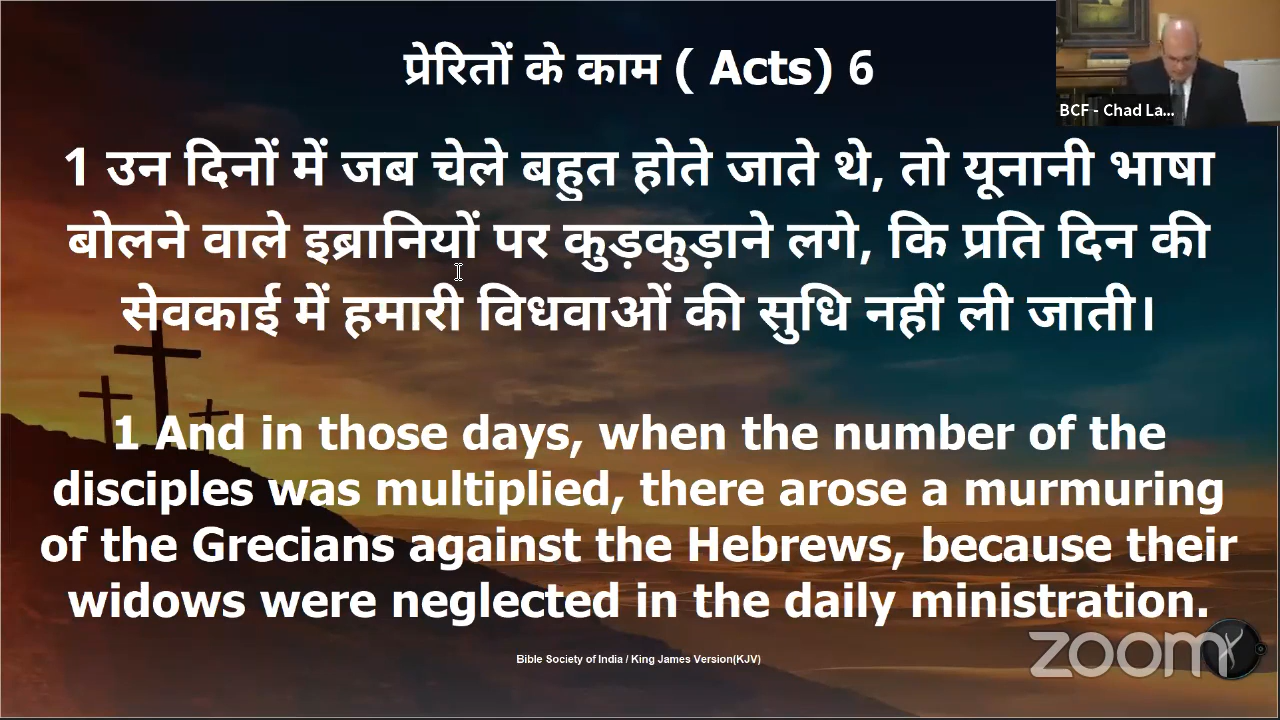 प्रेरितों के काम ( Acts) 6
BCF - Chad La...
1 उन दिनों में जब चेले बहुत होते जाते थे, तो यूनानी भाषा
बोलने वाले इब्रानियों पर कुड़कुड़ाने लगे, कि प्रति दिन की
सेवकाई में हमारी विधवाओं की सुधि नहीं ली जाती।
1 And in those days, when the number of the
disciples was multiplied, there arose a murmuring
of the Grecians against the Hebrews, because their
widows were neglected in the daily ministration.
Bible Society of India / King James Version(KJV)
zoom